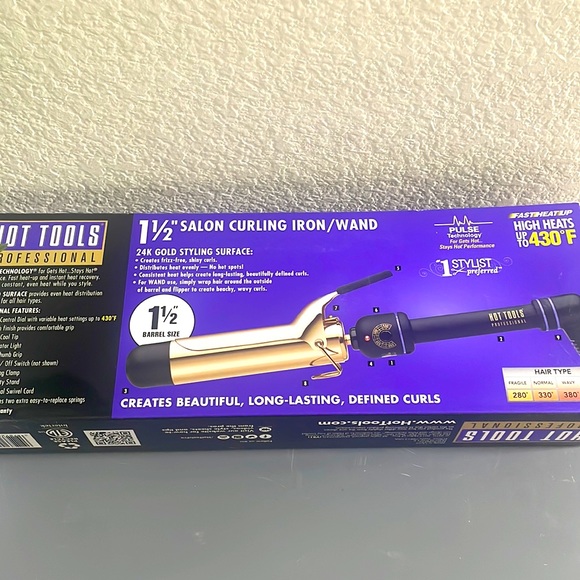 HOT TOOLS
PROFESSIONAL
TECHNOLOGY® for Gets Hot...Stays Hot®
Fast heat-up and instant heat recovery.
constant, even heat while you style.
SURFACE provides even heat distribution
for all hair types.
FEATURES:
Control Dial with variable heat settings up to 430°F
finish provides comfortable grip
Cool Tip
Light
Thumb Grip
/ Off Switch (not shown)
Clamp
Stand
Swivel Cord
two extra easy-to-replace springs
1½" SALON CURLING IRON/WAND
24K GOLD STYLING SURFACE:
• Creates frizz-free, shiny curls.
• Distributes heat evenly — No hot spots!
• Consistent heat helps create long-lasting, beautifully defined curls.
• For WAND use, simply wrap hair around the outside
of barrel and flipper to create beachy, wavy curls.
1½"
BARREL SIZE
PULSE
Technology
For Gets Hot...
Stays Hot Performance
#1 STYLIST
preferred
FAST HEAT UP
HIGH HEATS
UP TO 430°F
HOT TOOLS
PROFESSIONAL
HAIR TYPE
FRAGILE NORMAL WAVY
280° 330° 380°
CREATES BEAUTIFUL, LONG-LASTING, DEFINED CURLS
www.HotTools.com
HOT TOOLS
PROFESSIONAL
Intertek